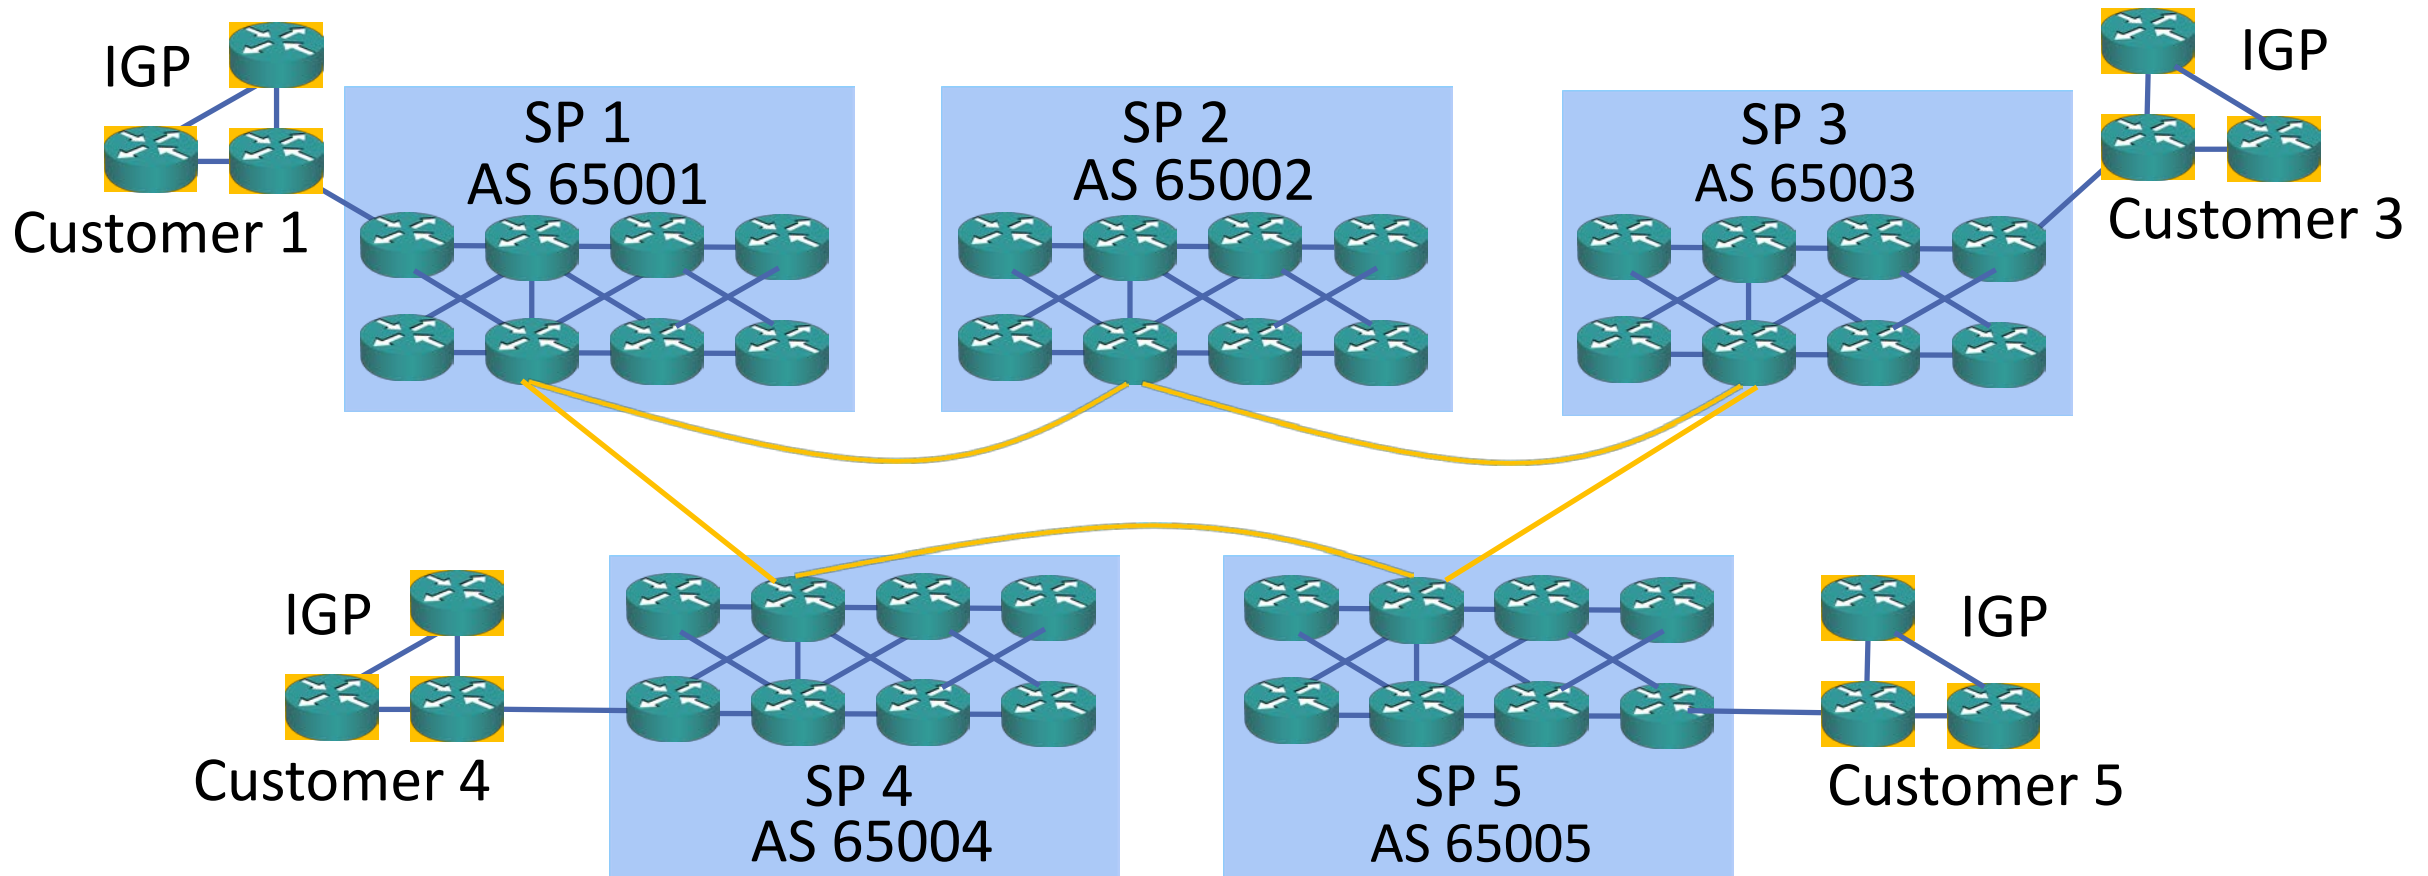 IGP
SP 1
AS 65001
Customer 1
SP 2
AS 65002
SP 3
AS 65003
IGP
Customer 3
IGP
Customer 4
SP 4
AS 65004
SP 5
AS 65005
IGP
Customer 5